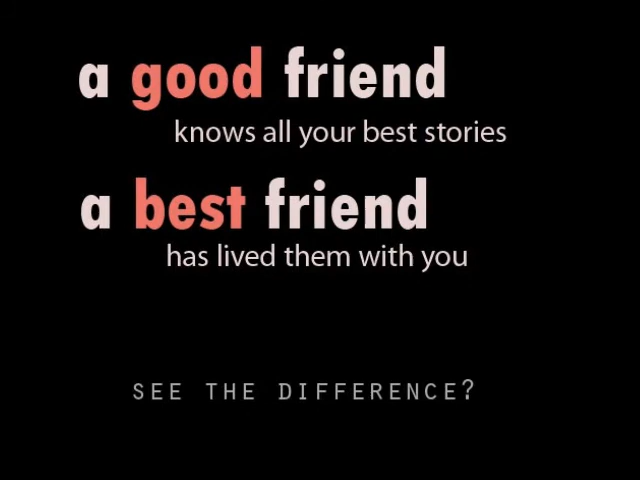 a good friend
knows all your best stories
a best friend
has lived them with you
SEE THE DIFFERENCE?